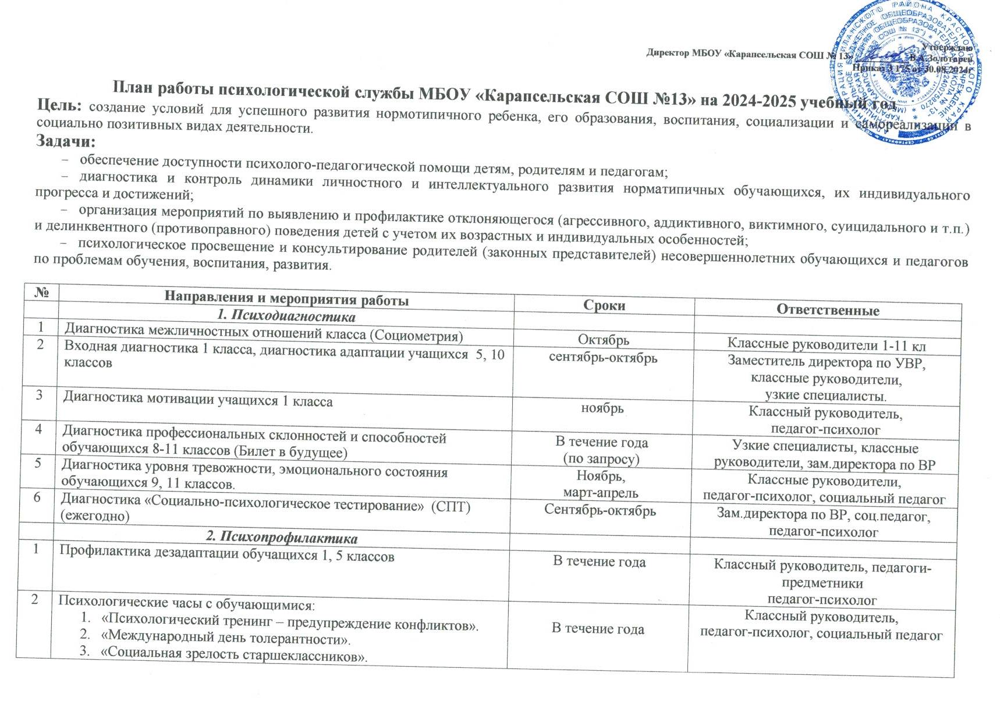 Утверждаю
Директор МБОУ «Карапсельская СОШ № 13» В.А.Золотарев
Приказ 3 175 от 30.08.2024г
План работы психологической службы МБОУ «Карапсельская СОШ №13» на 2024-2025 учебный год
Цель: создание условий для успешного развития нормотипичного ребенка, его образования, воспитания, социализации и самореализации в
социально позитивных видах деятельности.
Задачи:
– обеспечение доступности психолого-педагогической помощи детям, родителям и педагогам;
– диагностика и контроль динамики личностного и интеллектуального развития норматипичных обучающихся, их индивидуального
прогресса и достижений;
– организация мероприятий по выявлению и профилактике отклоняющегося (агрессивного, аддиктивного, виктимного, суицидального и т.п.)
и делинквентного (противоправного) поведения детей с учетом их возрастных и индивидуальных особенностей;
– психологическое просвещение и консультирование родителей (законных представителей) несовершеннолетних обучающихся и педагогов
по проблемам обучения, воспитания, развития.
№ Направления и мероприятия работы Сроки Ответственные
1. Психодиагностика
1 Диагностика межличностных отношений класса (Социометрия) Октябрь Классные руководители 1-11 кл
2 Входная диагностика 1 класса, диагностика адаптации учащихся 5, 10 сентябрь-октябрь Заместитель директора по УВР,
классов классные руководители,
узкие специалисты.
3 Диагностика мотивации учащихся 1 класса ноябрь Классный руководитель,
педагог-психолог
4 Диагностика профессиональных склонностей и способностей В течение года Узкие специалисты, классные
обучающихся 8-11 классов (Билет в будущее) (по запросу) руководители, зам.директора по ВР
5 Диагностика уровня тревожности, эмоционального состояния Ноябрь, Классные руководители,
обучающихся 9, 11 классов. март-апрель педагог-психолог, социальный педагог
6 Диагностика «Социально-психологическое тестирование» (СПТ) Сентябрь-октябрь Зам.директора по ВР, соц.педагог,
(ежегодно) педагог-психолог
2. Психопрофилактика
1 Профилактика дезадаптации обучащихся 1, 5 классов В течение года Классный руководитель, педагоги-
предметники
педагог-психолог
2 Психологические часы с обучающимися: Классный руководитель,
1. «Психологический тренинг – предупреждение конфликтов». В течение года педагог-психолог, социальный педагог
2. «Международный день толерантности».
3. «Социальная зрелость старшеклассников».